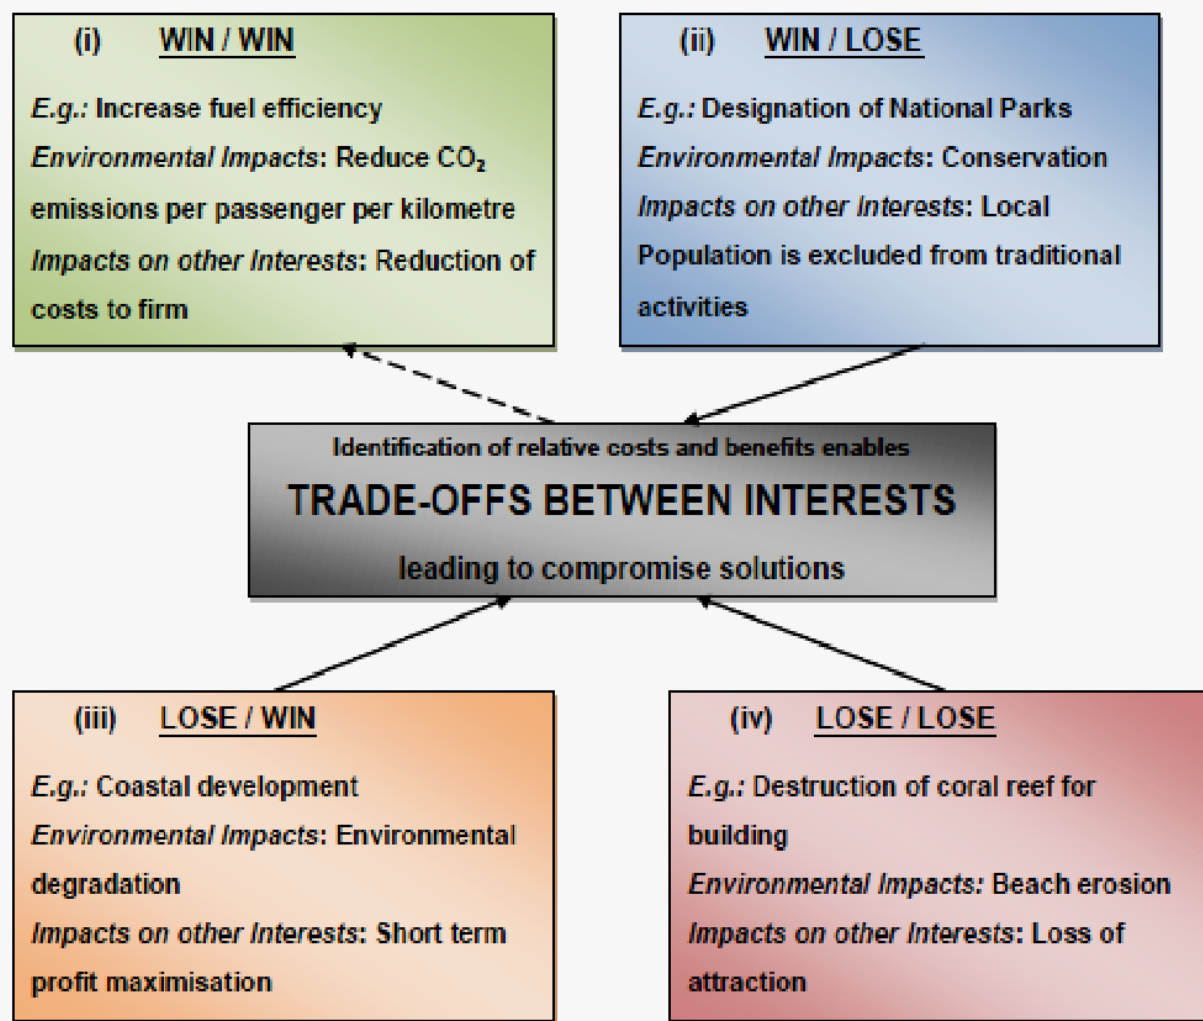 (i) WIN / WIN
E.g.: Increase fuel efficiency
Environmental Impacts: Reduce CO₂
emissions per passenger per kilometre
Impacts on other Interests: Reduction of
costs to firm
(ii) WIN / LOSE
E.g.: Designation of National Parks
Environmental Impacts: Conservation
Impacts on other Interests: Local
Population is excluded from traditional
activities
Identification of relative costs and benefits enables
TRADE-OFFS BETWEEN INTERESTS
leading to compromise solutions
(iii) LOSE / WIN
E.g.: Coastal development
Environmental Impacts: Environmental
degradation
Impacts on other Interests: Short term
profit maximisation
(iv) LOSE / LOSE
E.g.: Destruction of coral reef for
building
Environmental Impacts: Beach erosion
Impacts on other Interests: Loss of
attraction